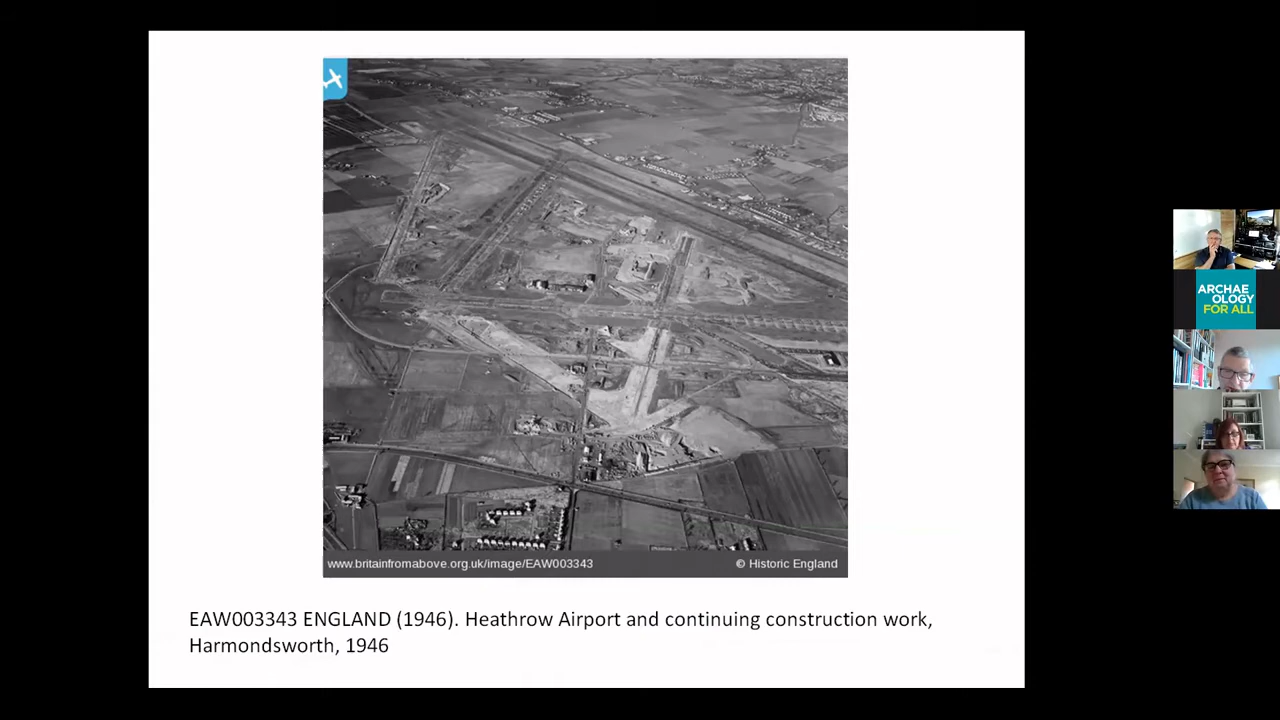 www.britainfromabove.org.uk/image/EAW003343
© Historic England
EAW003343 ENGLAND (1946). Heathrow Airport and continuing construction work,
Harmondsworth, 1946
ARCHAE
OLOGY
FOR ALL